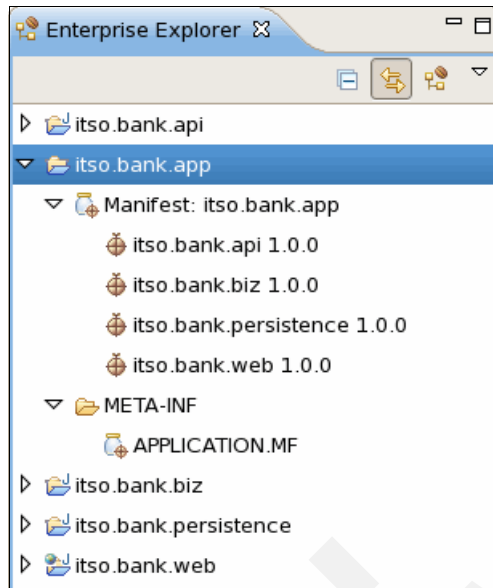 Enterprise Explorer
itso.bank.api
itso.bank.app
Manifest: itso.bank.app
itso.bank.api 1.0.0
itso.bank.biz 1.0.0
itso.bank.persistence 1.0.0
itso.bank.web 1.0.0
META-INF
APPLICATION.MF
itso.bank.biz
itso.bank.persistence
itso.bank.web